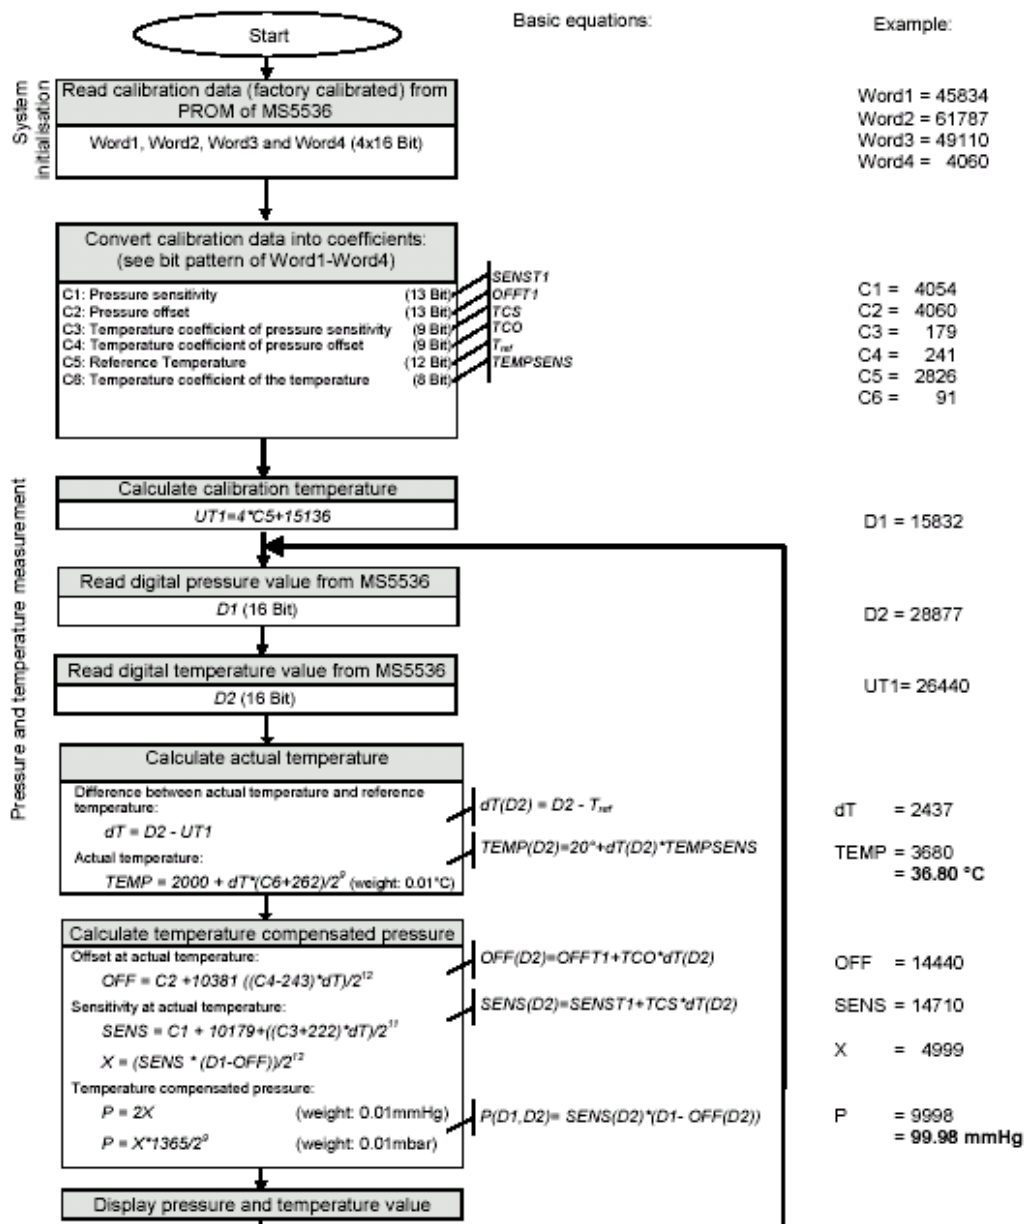 Basic equations:
Example:
Start
System initialisation
Read calibration data (factory calibrated) from
PROM of MS5536
Word1, Word2, Word3 and Word4 (4x16 Bit)
Word1 = 45834
Word2 = 61787
Word3 = 49110
Word4 = 4060
Convert calibration data into coefficients:
(see bit pattern of Word1-Word4)
C1: Pressure sensitivity (13 Bit) SENST1
C2: Pressure offset (13 Bit) OFFT1
C3: Temperature coefficient of pressure sensitivity (9 Bit) TCS
C4: Temperature coefficient of pressure offset (9 Bit) TCO
C5: Reference Temperature (12 Bit) Tref
C6: Temperature coefficient of the temperature (8 Bit) TEMPSENS
C1 = 4054
C2 = 4060
C3 = 179
C4 = 241
C5 = 2826
C6 = 91
Pressure and temperature measurement
Calculate calibration temperature
UT1=4*C5+15136
D1 = 15832
Read digital pressure value from MS5536
D1 (16 Bit)
D2 = 28877
Read digital temperature value from MS5536
D2 (16 Bit)
UT1= 26440
Calculate actual temperature
Difference between actual temperature and reference
temperature:
dT = D2 - UT1
dT(D2) = D2 - Tref
dT = 2437
Actual temperature:
TEMP = 2000 + dT*(C6+262)/2⁹ (weight: 0.01°C)
TEMP(D2)=20°+dT(D2)*TEMPSENS
TEMP = 3680
= 36.80 °C
Calculate temperature compensated pressure
Offset at actual temperature:
OFF = C2 +10381 ((C4-243)*dT)/2¹²
OFF(D2)=OFFT1+TCO*dT(D2)
OFF = 14440
Sensitivity at actual temperature:
SENS = C1 + 10179+((C3+222)*dT)/2¹¹
SENS(D2)=SENST1+TCS*dT(D2)
SENS = 14710
X = (SENS * (D1-OFF))/2¹²
X = 4999
Temperature compensated pressure:
P = 2X (weight: 0.01mmHg)
P = X*1365/2⁹ (weight: 0.01mbar)
P(D1,D2)= SENS(D2)*(D1- OFF(D2))
P = 9998
= 99.98 mmHg
Display pressure and temperature value